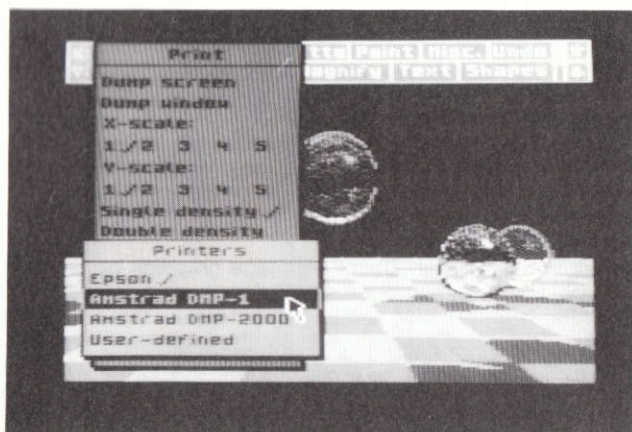 Print
tte Paint Misc. Undo
agnify Text Shapes
Dump screen
Dump window
X-scale:
1✓2 3 4 5
Y-scale:
1✓2 3 4 5
Single density ✓
Double density
Printers
Epson ✓
Amstrad DMP-1
Amstrad DMP-2000
User-defined